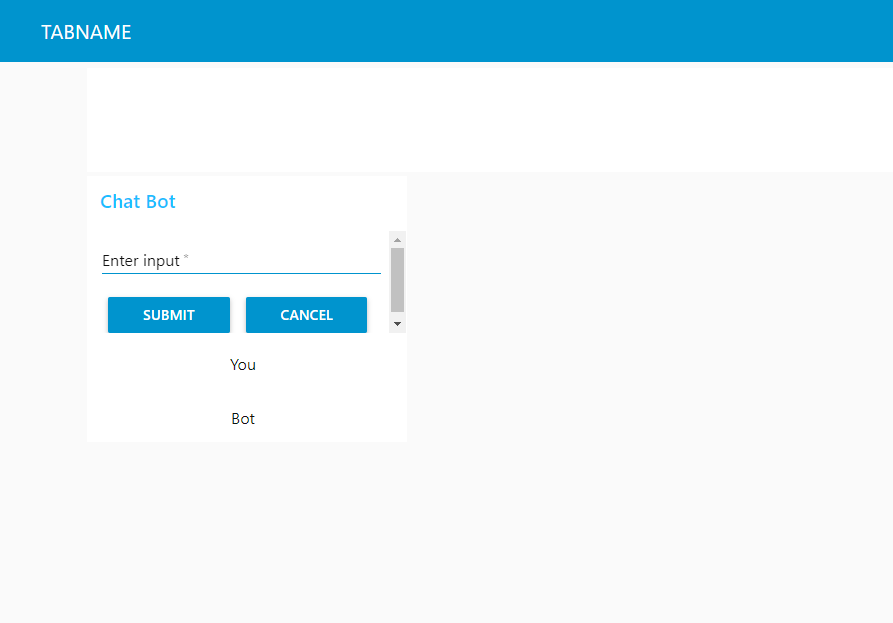 TABNAME
Chat Bot
Enter input *
SUBMIT CANCEL
You
Bot